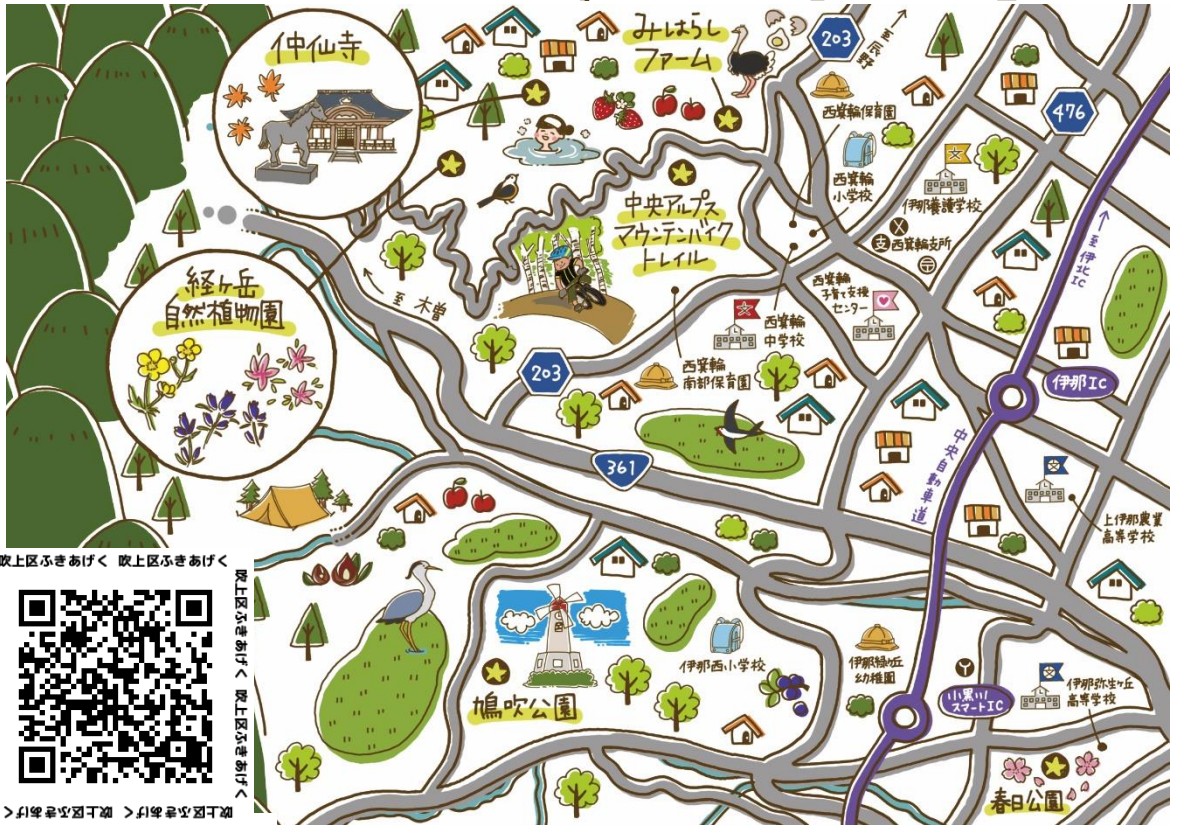 仲仙寺
みはらし
ファーム
203
↑至辰野
西箕輪保育園
476
西箕輪
小学校
伊那養護学校
中央アルプス
マウンテンバイク
トレイル
支西箕輪支所
↑至伊北IC
経ヶ岳
自然植物園
↑至 木曽
西箕輪
子育て支援
センター
西箕輪
中学校
203
西箕輪
南部保育園
伊那IC
361
中央自動車道
上伊那農業
高等学校
吹上区ふきあげく 吹上区ふきあげく
吹上区ふきあげく 吹上区ふきあげく
吹上区ふきあげく 吹上区ふきあげく
伊那西小学校
伊那緑ヶ丘
幼稚園
鳩吹公園
小黒川
スマートIC
伊那弥生ヶ丘
高等学校
春日公園